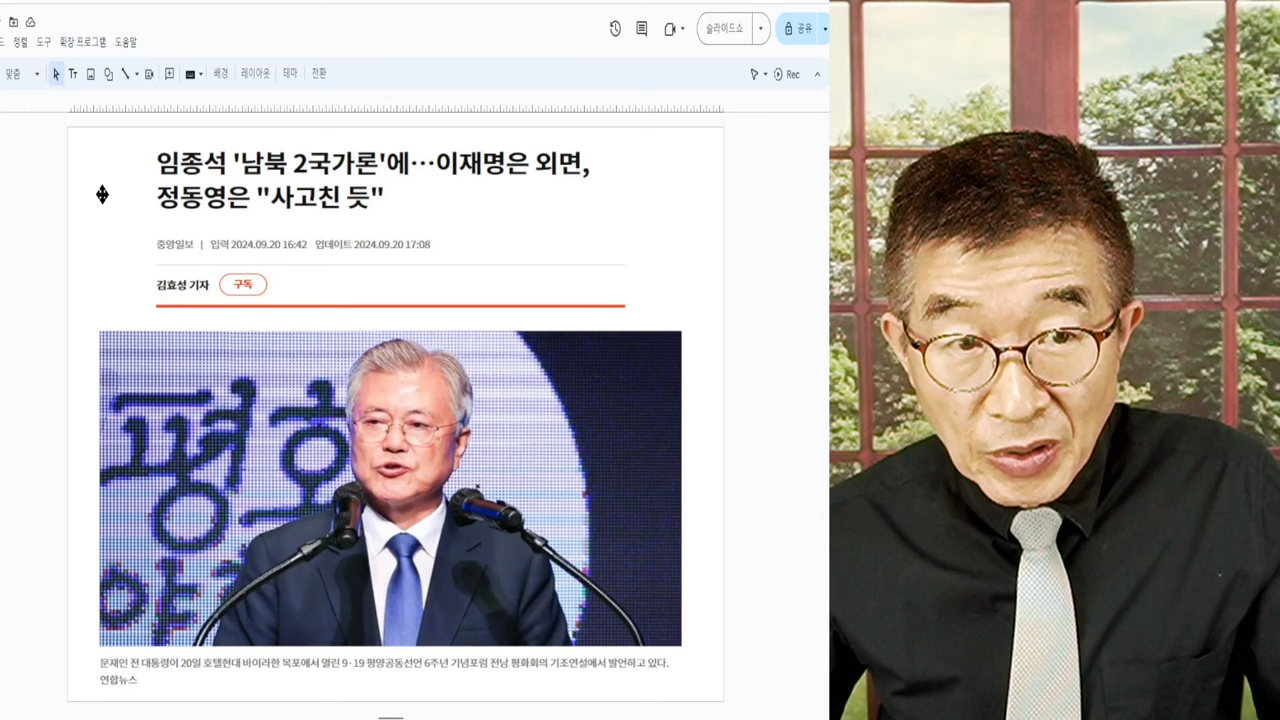 정렬 도구 확장 프로그램 도움말
슬라이드쇼
공유
맞춤
Tт
배경 레이아웃 테마 전환
Rec
임종석 '남북 2국가론'에…이재명은 외면,
정동영은 "사고친 듯"
중앙일보 | 입력 2024.09.20 16:42 업데이트 2024.09.20 17:08
김효성 기자 구독
평화
문재인 전 대통령이 20일 호텔현대 바이라한 목포에서 열린 9·19 평양공동선언 6주년 기념포럼 전남 평화회의 기조연설에서 발언하고 있다.
연합뉴스